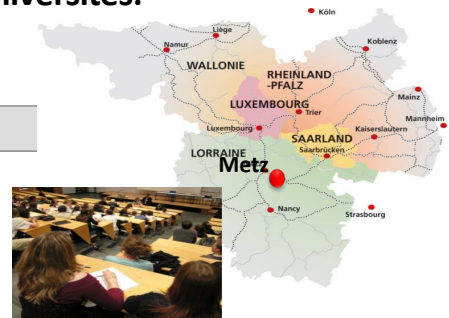 niversités.
Köln
Liège
Koblenz
Namur
WALLONIE
RHEINLAND
-PFALZ
Mainz
LUXEMBOURG
Trier
Mannheim
Luxembourg
Kaiserslautern
SAARLAND
Saarbrücken
LORRAINE
Metz
Nancy
Strasbourg